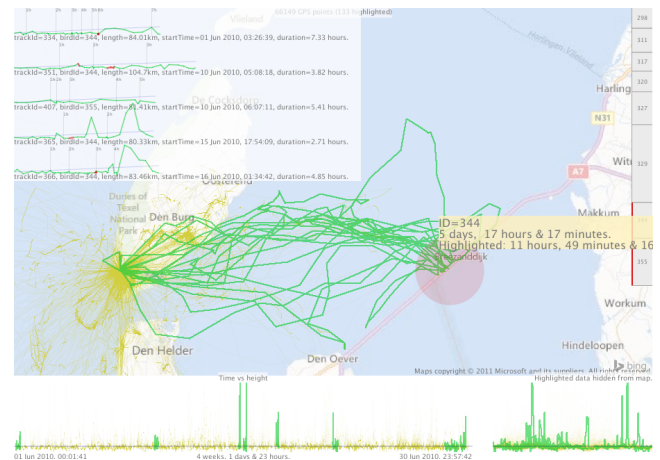 66149 GPS points (133 highlighted)
trackId=334, birdId=344, length=84.01km, startTime=01 Jun 2010, 03:26:39, duration=7.33 hours.
trackId=351, birdId=344, length=104.7km, startTime=10 Jun 2010, 05:08:18, duration=3.82 hours.
trackId=407, birdId=355, length=81.41km, startTime=10 Jun 2010, 06:07:11, duration=5.41 hours.
trackId=365, birdId=344, length=80.33km, startTime=15 Jun 2010, 17:54:09, duration=2.71 hours.
trackId=366, birdId=344, length=83.46km, startTime=16 Jun 2010, 01:34:42, duration=4.85 hours.
Vlieland
De Cocksdorp
Oosterend
Harlingen-Vlieland
Harling
N31
A7
Witm
Makkum
Workum
Hindeloopen
Dunes of
Texel
National
Park
Den Burg
Den Helder
Den Oever
ID=344
5 days, 17 hours & 17 minutes.
Highlighted: 11 hours, 49 minutes & 16
298
311
317
320
327
329
355
Maps copyright © 2011 Microsoft and its suppliers. All rights reserved.
bing
Time vs height
Highlighted data hidden from map.
01 Jun 2010, 00:01:41
4 weeks, 1 days & 23 hours.
30 Jun 2010, 23:57:42